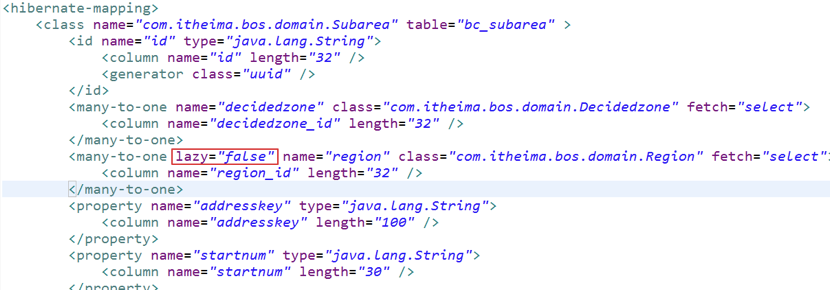 <hibernate-mapping>
<class name="com.itheima.bos.domain.Subarea" table="bc_subarea" >
<id name="id" type="java.lang.String">
<column name="id" length="32" />
<generator class="uuid" />
</id>
<many-to-one name="decidedzone" class="com.itheima.bos.domain.Decidedzone" fetch="select">
<column name="decidedzone_id" length="32" />
</many-to-one>
<many-to-one lazy="false" name="region" class="com.itheima.bos.domain.Region" fetch="select"
<column name="region_id" length="32" />
</many-to-one>
<property name="addresskey" type="java.lang.String">
<column name="addresskey" length="100" />
</property>
<property name="startnum" type="java.lang.String">
<column name="startnum" length="30" />
</property>